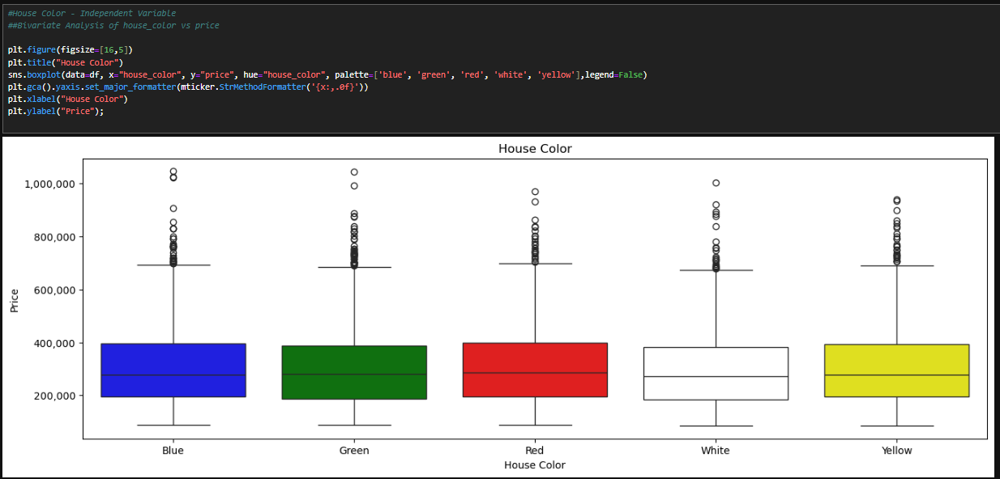 #House Color - Independent Variable
##Bivariate Analysis of house_color vs price
plt.figure(figsize=[16,5])
plt.title("House Color")
sns.boxplot(data=df, x="house_color", y="price", hue="house_color", palette=['blue', 'green', 'red', 'white', 'yellow'],legend=False)
plt.gca().yaxis.set_major_formatter(mticker.StrMethodFormatter('{x:,.0f}'))
plt.xlabel("House Color")
plt.ylabel("Price");
House Color
1,000,000
800,000
600,000
400,000
200,000
Price
Blue Green Red White Yellow
House Color